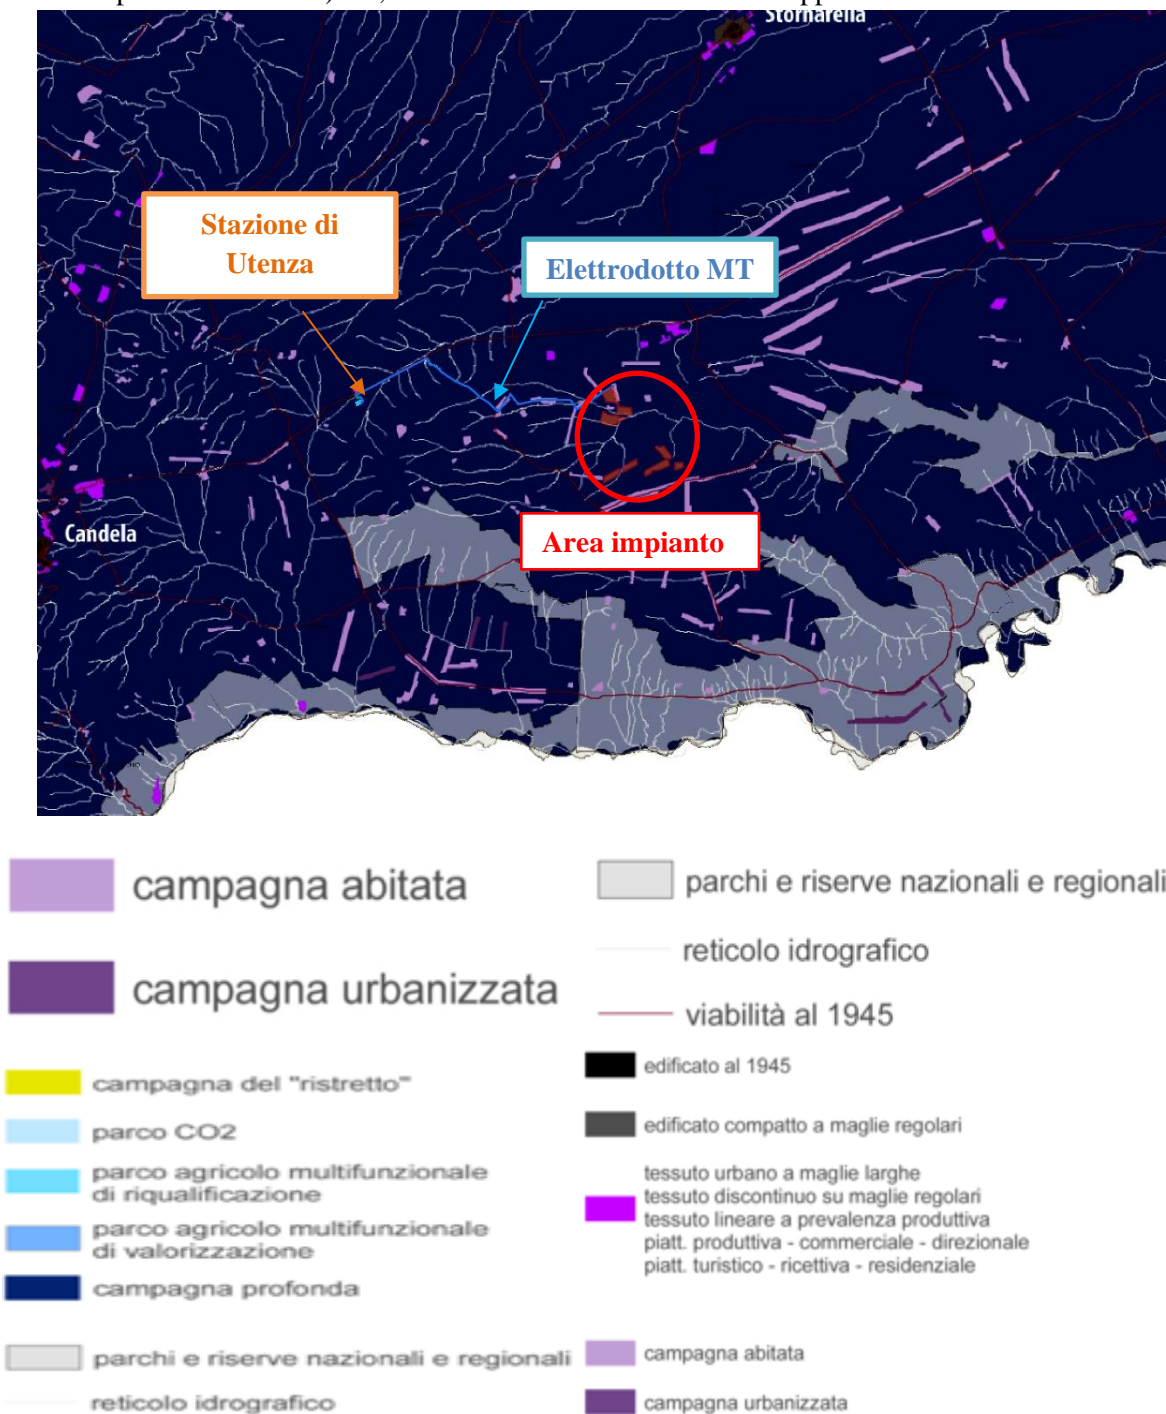 Stornarella
Stazione di
Utenza
Elettrodotto MT
Candela
Area impianto
campagna abitata
campagna urbanizzata
campagna del "ristretto"
parco CO2
parco agricolo multifunzionale
di riqualificazione
parco agricolo multifunzionale
di valorizzazione
campagna profonda
parchi e riserve nazionali e regionali
reticolo idrografico
parchi e riserve nazionali e regionali
reticolo idrografico
viabilità al 1945
edificato al 1945
edificato compatto a maglie regolari
tessuto urbano a maglie larghe
tessuto discontinuo su maglie regolari
tessuto lineare a prevalenza produttiva
piatt. produttiva - commerciale - direzionale
piatt. turistico - ricettiva - residenziale
campagna abitata
campagna urbanizzata